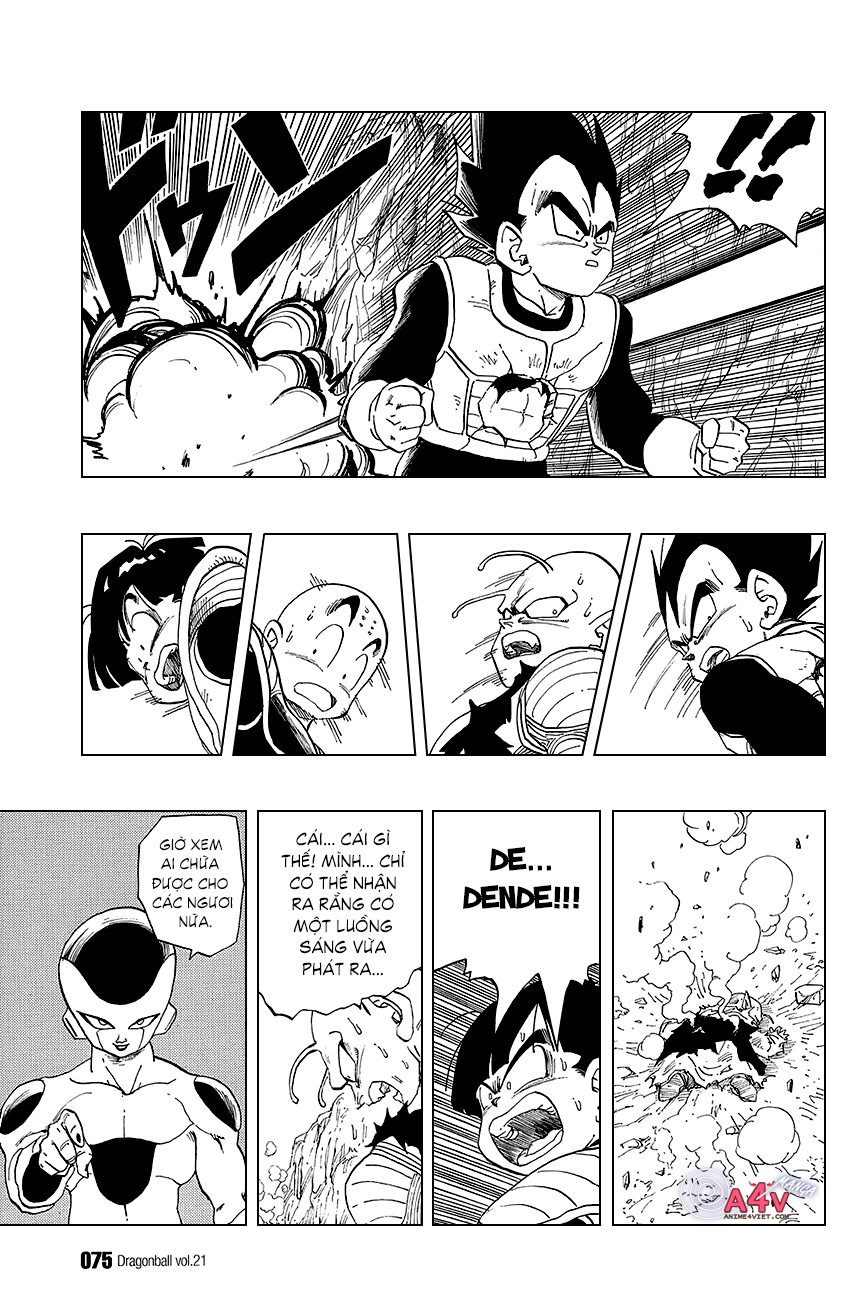 ドゥン
!!
DE...
DENDE!!!
CÁI... CÁI GÌ
THẾ! MÌNH... CHỈ
CÓ THỂ NHẬN
RA RẰNG CÓ
MỘT LUỒNG
SÁNG VỪA
PHÁT RA...
GIỜ XEM
AI CHỮA
ĐƯỢC CHO
CÁC NGƯƠI
NỮA.
A4V
MANGA
ANIME4VIET.COM
075 Dragonball vol.21